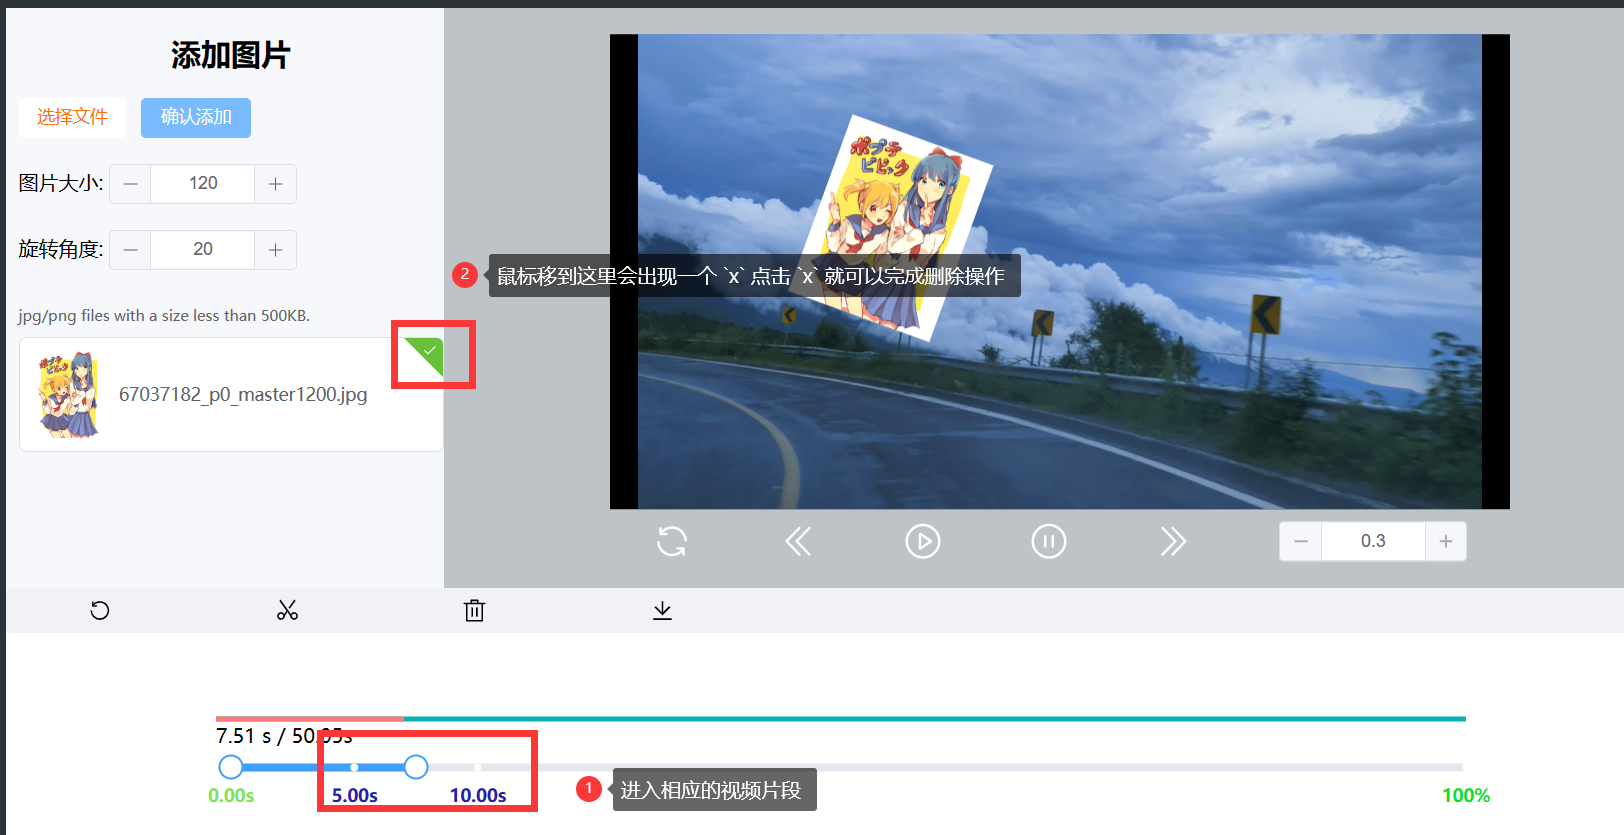 添加图片
选择文件
确认添加
图片大小:
120
旋转角度:
20
jpg/png files with a size less than 500KB.
67037182_p0_master1200.jpg
ポプテ
ピピック
2
鼠标移到这里会出现一个 `x` 点击 `x` 就可以完成删除操作
0.3
7.51 s / 50.05s
0.00s
5.00s
10.00s
100%
1
进入相应的视频片段